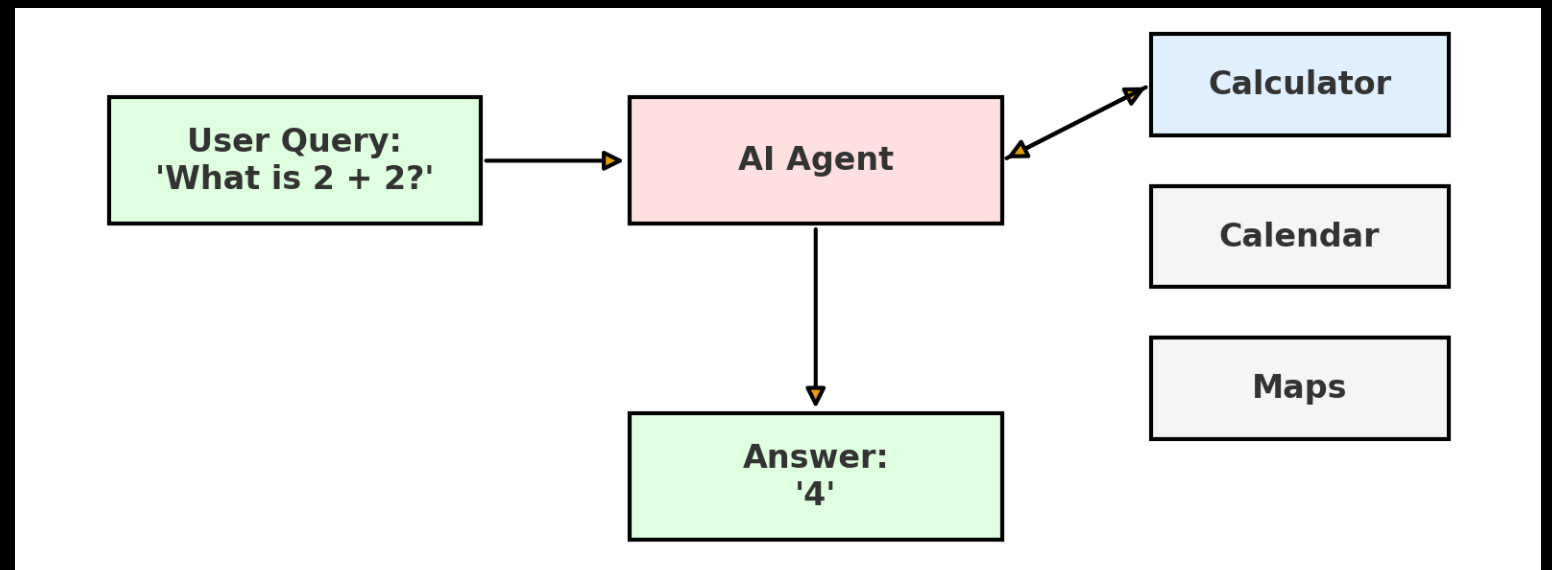 User Query:
'What is 2 + 2?'
AI Agent
Calculator
Calendar
Maps
Answer:
'4'